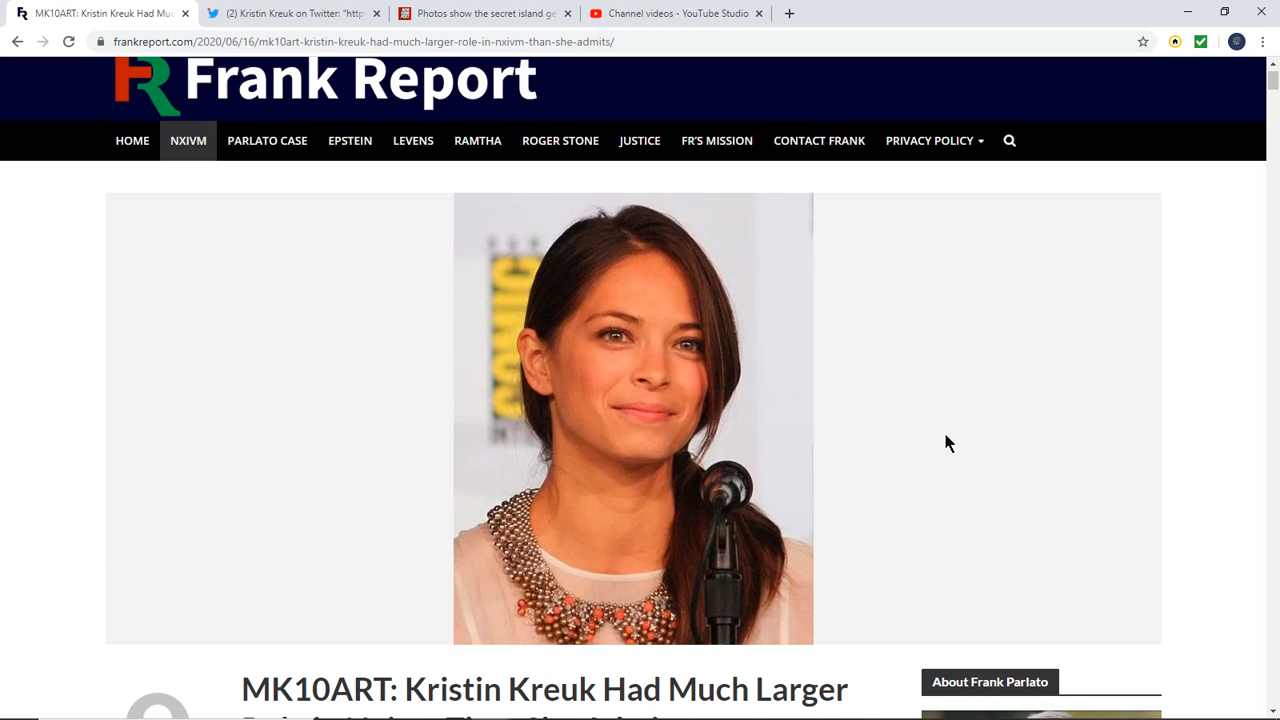 MK10ART: Kristin Kreuk Had Muc
(2) Kristin Kreuk on Twitter: "http
Photos show the secret island ge
Channel videos - YouTube Studio
frankreport.com/2020/06/16/mk10art-kristin-kreuk-had-much-larger-role-in-nxivm-than-she-admits/
FR Frank Report
HOME NXIVM PARLATO CASE EPSTEIN LEVENS RAMTHA ROGER STONE JUSTICE FR'S MISSION CONTACT FRANK PRIVACY POLICY
COMIC
MK10ART: Kristin Kreuk Had Much Larger
About Frank Parlato